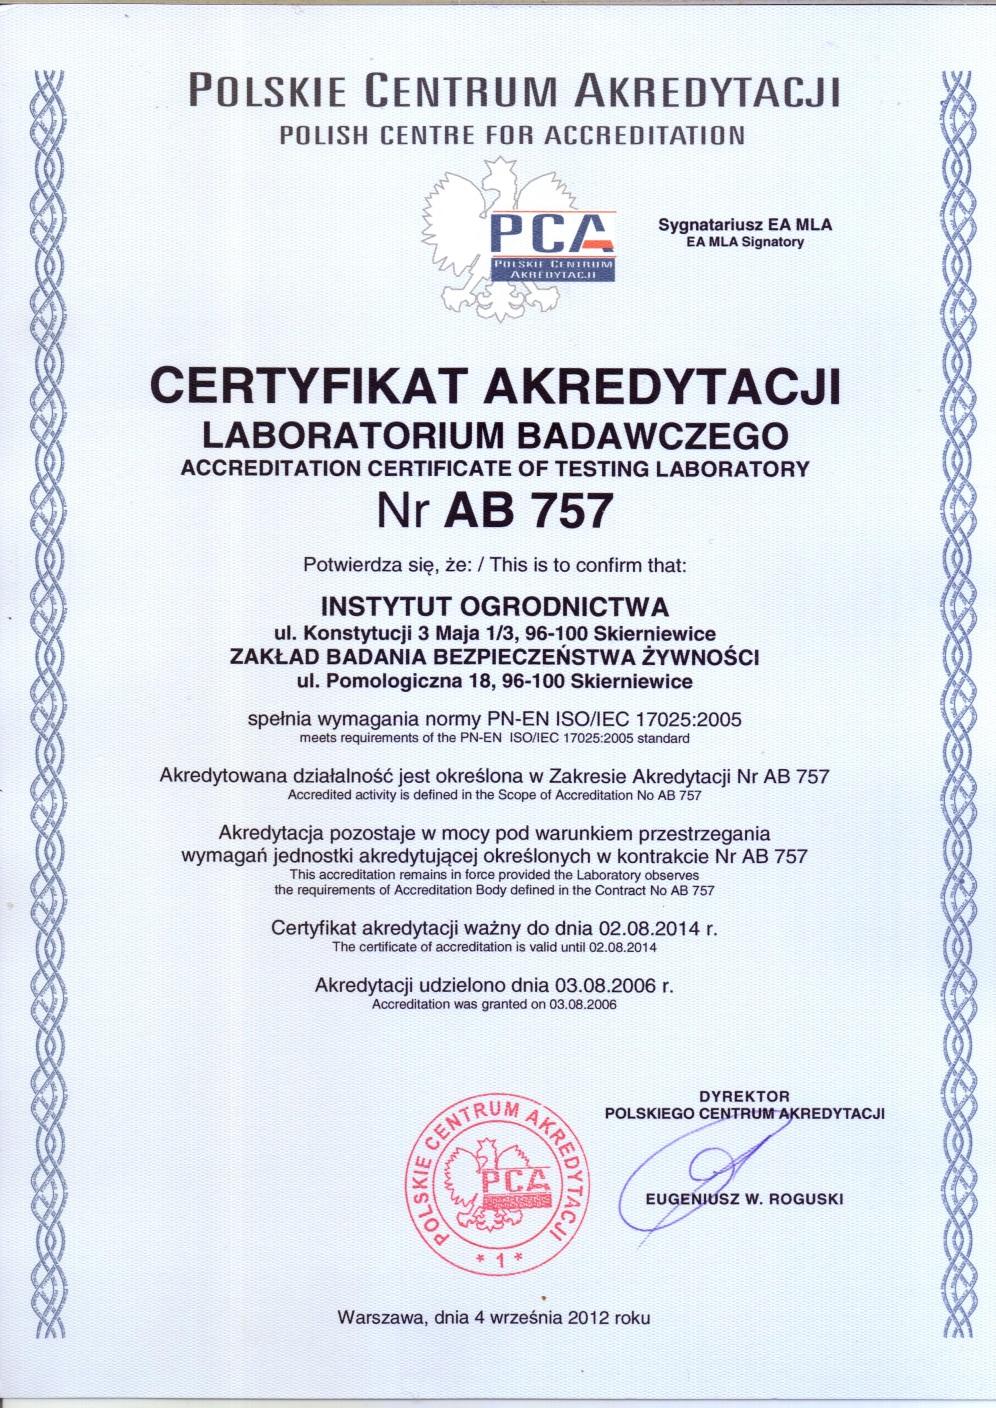 POLSKIE CENTRUM AKREDYTACJI
POLISH CENTRE FOR ACCREDITATION
PCA
POLSKIE CENTRUM
AKREDYTACJI
Sygnatariusz EA MLA
EA MLA Signatory
CERTYFIKAT AKREDYTACJI
LABORATORIUM BADAWCZEGO
ACCREDITATION CERTIFICATE OF TESTING LABORATORY
Nr AB 757
Potwierdza się, że: / This is to confirm that:
INSTYTUT OGRODNICTWA
ul. Konstytucji 3 Maja 1/3, 96-100 Skierniewice
ZAKŁAD BADANIA BEZPIECZEŃSTWA ŻYWNOŚCI
ul. Pomologiczna 18, 96-100 Skierniewice
spełnia wymagania normy PN-EN ISO/IEC 17025:2005
meets requirements of the PN-EN ISO/IEC 17025:2005 standard
Akredytowana działalność jest określona w Zakresie Akredytacji Nr AB 757
Accredited activity is defined in the Scope of Accreditation No AB 757
Akredytacja pozostaje w mocy pod warunkiem przestrzegania
wymagań jednostki akredytującej określonych w kontrakcie Nr AB 757
This accreditation remains in force provided the Laboratory observes
the requirements of Accreditation Body defined in the Contract No AB 757
Certyfikat akredytacji ważny do dnia 02.08.2014 r.
The certificate of accreditation is valid until 02.08.2014
Akredytacji udzielono dnia 03.08.2006 r.
Accreditation was granted on 03.08.2006
DYREKTOR
POLSKIEGO CENTRUM AKREDYTACJI
EUGENIUSZ W. ROGUSKI
POLSKIE CENTRUM AKREDYTACJI
PCA
* 1 *
Warszawa, dnia 4 września 2012 roku